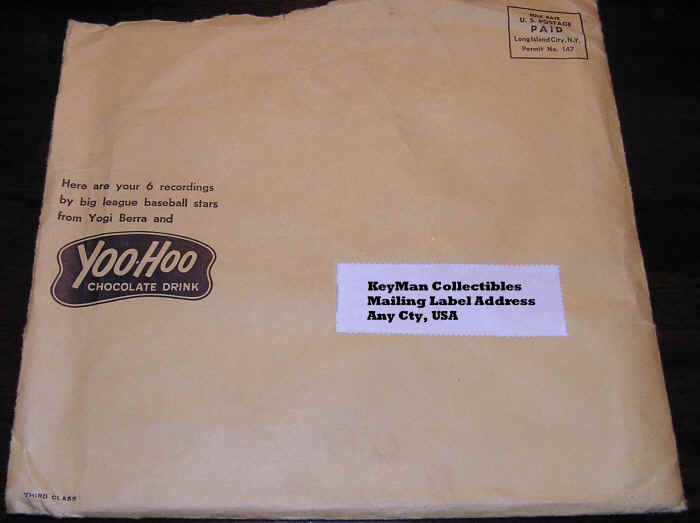 BULK RATE
U. S. POSTAGE
PAID
Long Island City, N.Y.
Permit No. 147
Here are your 6 recordings
by big league baseball stars
from Yogi Berra and
YOO-HOO
CHOCOLATE DRINK
KeyMan Collectibles
Mailing Label Address
Any Cty, USA
THIRD CLASS